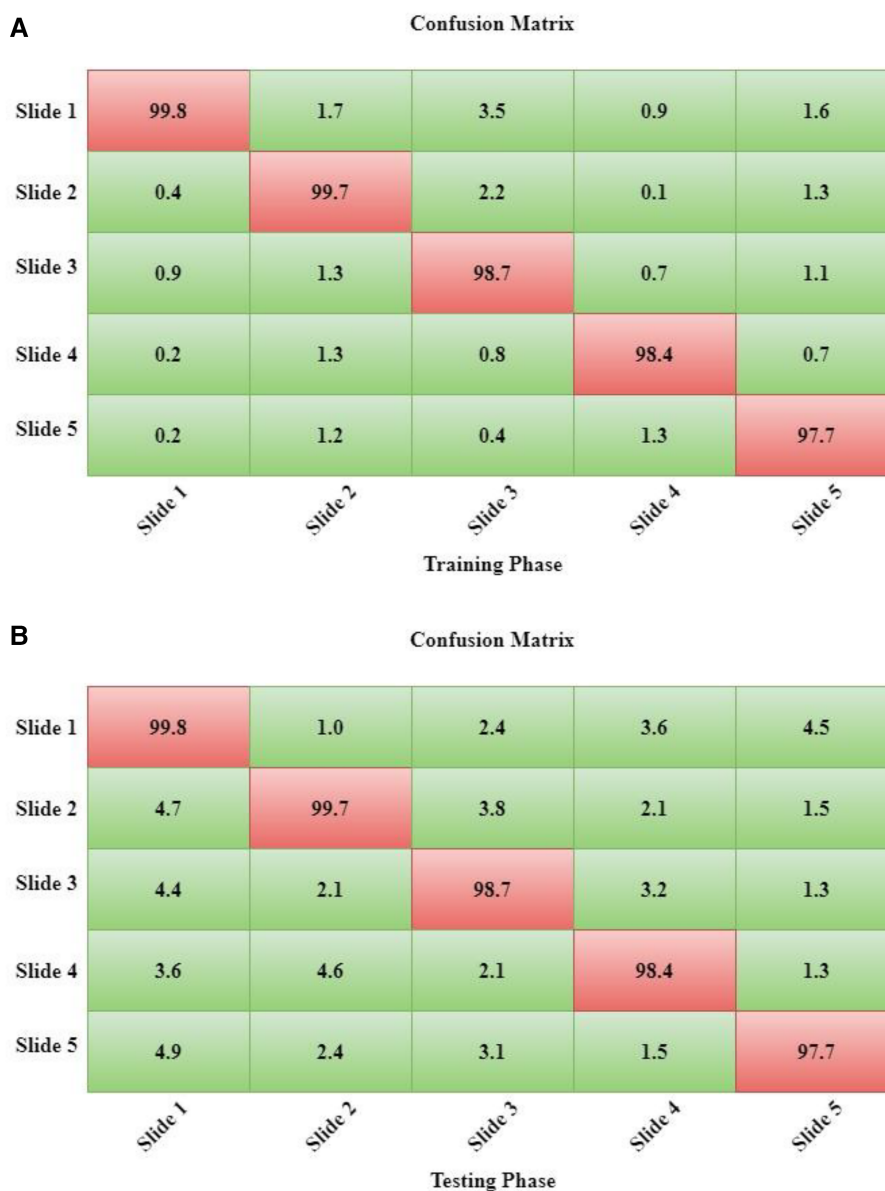 A
Confusion Matrix
Slide 1 99.8 1.7 3.5 0.9 1.6
Slide 2 0.4 99.7 2.2 0.1 1.3
Slide 3 0.9 1.3 98.7 0.7 1.1
Slide 4 0.2 1.3 0.8 98.4 0.7
Slide 5 0.2 1.2 0.4 1.3 97.7
Slide 1 Slide 2 Slide 3 Slide 4 Slide 5
Training Phase
B
Confusion Matrix
Slide 1 99.8 1.0 2.4 3.6 4.5
Slide 2 4.7 99.7 3.8 2.1 1.5
Slide 3 4.4 2.1 98.7 3.2 1.3
Slide 4 3.6 4.6 2.1 98.4 1.3
Slide 5 4.9 2.4 3.1 1.5 97.7
Slide 1 Slide 2 Slide 3 Slide 4 Slide 5
Testing Phase